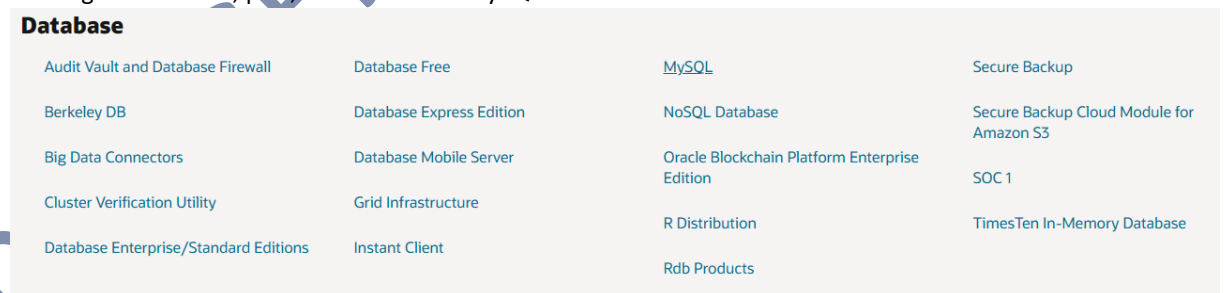 Database
Audit Vault and Database Firewall
Berkeley DB
Big Data Connectors
Cluster Verification Utility
Database Enterprise/Standard Editions
Database Free
Database Express Edition
Database Mobile Server
Grid Infrastructure
Instant Client
MySQL
NoSQL Database
Oracle Blockchain Platform Enterprise
Edition
R Distribution
Rdb Products
Secure Backup
Secure Backup Cloud Module for
Amazon S3
SOC 1
TimesTen In-Memory Database